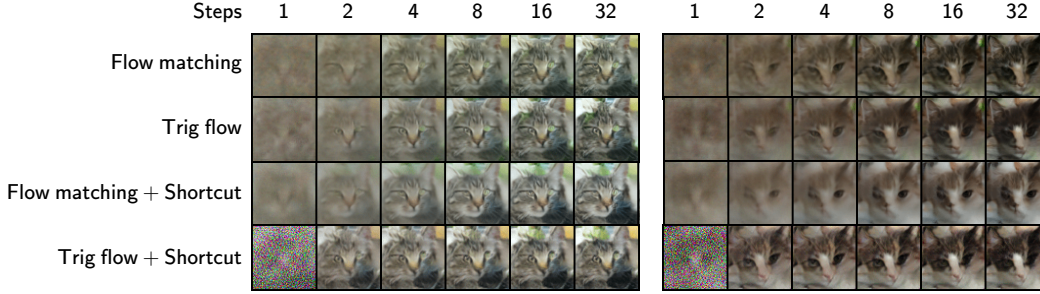 Steps 1 2 4 8 16 32 1 2 4 8 16 32
Flow matching
Trig flow
Flow matching + Shortcut
Trig flow + Shortcut